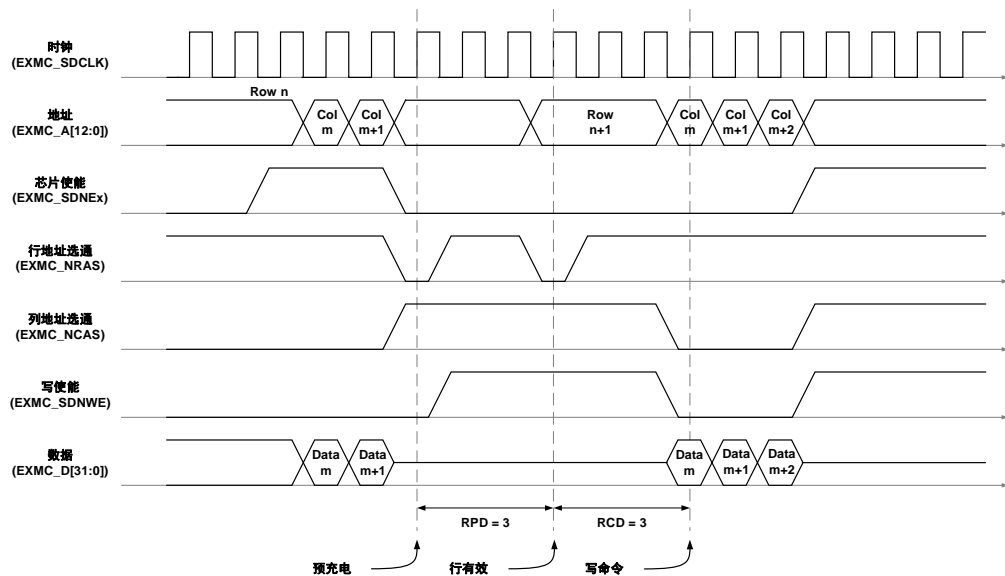 时钟
(EXMC_SDCLK)
Row n
地址
(EXMC_A[12:0])
Col
m
Col
m+1
Row
n+1
Col
m
Col
m+1
Col
m+2
芯片使能
(EXMC_SDNEx)
行地址选通
(EXMC_NRAS)
列地址选通
(EXMC_NCAS)
写使能
(EXMC_SDNWE)
数据
(EXMC_D[31:0])
Data
m
Data
m+1
Data
m
Data
m+1
Data
m+2
RPD = 3
RCD = 3
预充电
行有效
写命令